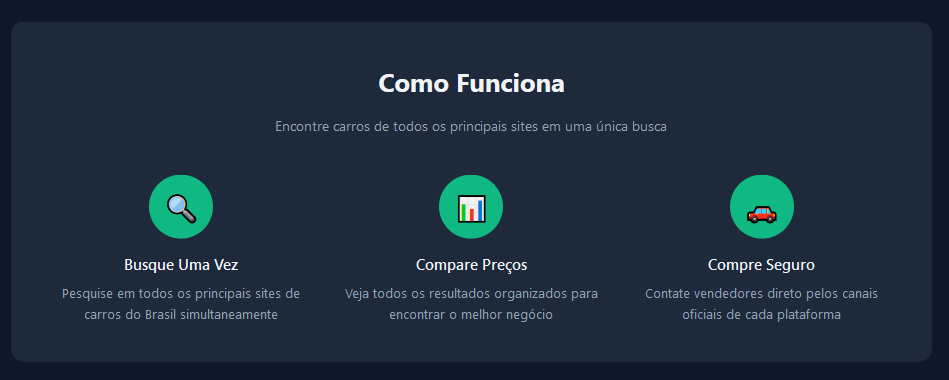 Como Funciona
Encontre carros de todos os principais sites em uma única busca
Busque Uma Vez
Pesquise em todos os principais sites de
carros do Brasil simultaneamente
Compare Preços
Veja todos os resultados organizados para
encontrar o melhor negócio
Compre Seguro
Contate vendedores direto pelos canais
oficiais de cada plataforma